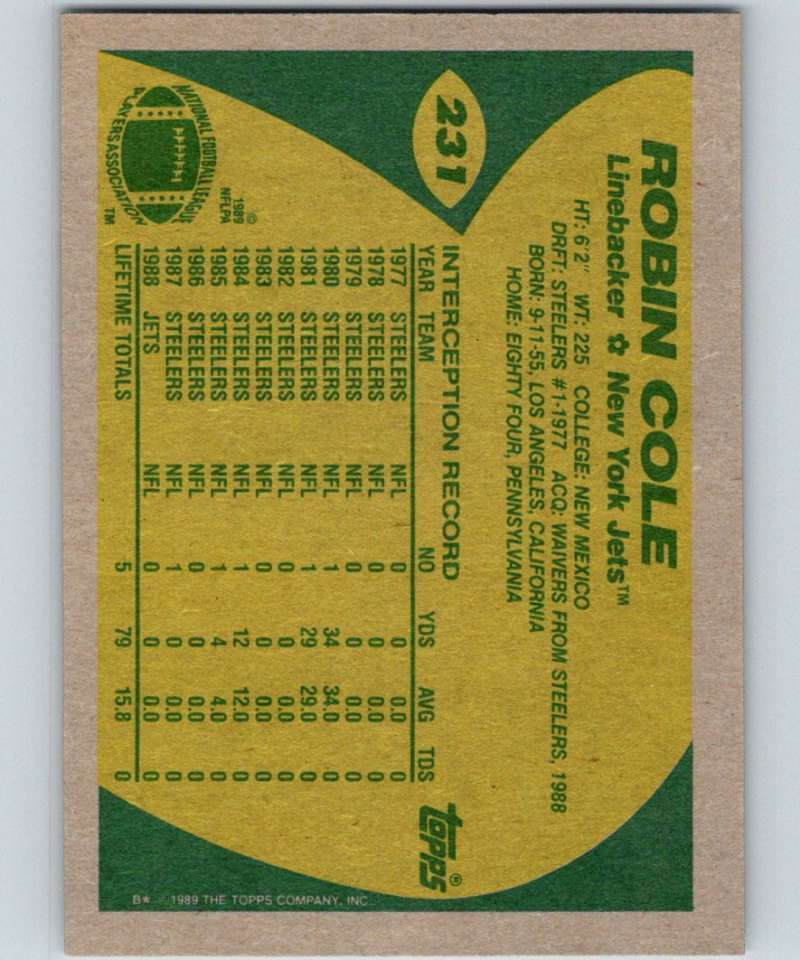 231
ROBIN COLE
Linebacker ✿ New York Jets™
HT: 6'2" WT: 225 COLLEGE: NEW MEXICO
DRFT: STEELERS #1-1977 ACQ: WAIVERS FROM STEELERS, 1988
BORN: 9-11-55, LOS ANGELES, CALIFORNIA
HOME: EIGHTY FOUR, PENNSYLVANIA
INTERCEPTION RECORD
YEAR TEAM NO YDS AVG TDS
1977 STEELERS NFL 0 0 0.0 0
1978 STEELERS NFL 0 0 0.0 0
1979 STEELERS NFL 0 0 0.0 0
1980 STEELERS NFL 1 34 34.0 0
1981 STEELERS NFL 1 29 29.0 0
1982 STEELERS NFL 0 0 0.0 0
1983 STEELERS NFL 0 0 0.0 0
1984 STEELERS NFL 1 12 12.0 0
1985 STEELERS NFL 1 4 4.0 0
1986 STEELERS NFL 0 0 0.0 0
1987 STEELERS NFL 1 0 0.0 0
1988 JETS NFL 0 0 0.0 0
LIFETIME TOTALS 5 79 15.8 0
©
1989
NFLPA
NATIONAL FOOTBALL LEAGUE
PLAYERS ASSOCIATION
™
topps®
B* 1989 THE TOPPS COMPANY, INC